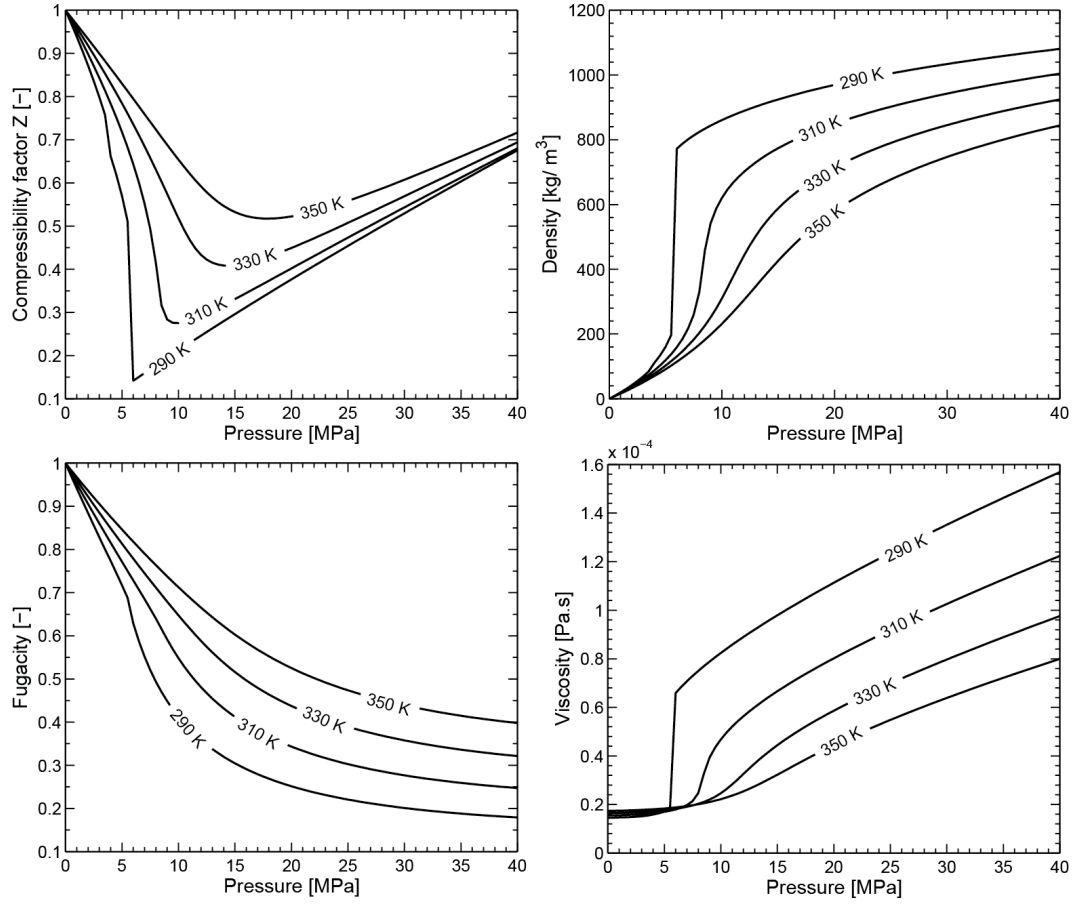 Compressibility factor Z [−]
1
0.9
0.8
0.7
0.6
0.5
0.4
0.3
0.2
0.1
350 K
330 K
310 K
290 K
0 5 10 15 20 25 30 35 40
Pressure [MPa]
Density [kg/ m³]
1200
1000
800
600
400
200
0
290 K
310 K
330 K
350 K
0 10 20 30 40
Pressure [MPa]
Fugacity [−]
1
0.9
0.8
0.7
0.6
0.5
0.4
0.3
0.2
0.1
350 K
330 K
310 K
290 K
0 5 10 15 20 25 30 35 40
Pressure [MPa]
x 10⁻⁴
Viscosity [Pa.s]
1.6
1.4
1.2
1
0.8
0.6
0.4
0.2
0
290 K
310 K
330 K
350 K
0 10 20 30 40
Pressure [MPa]